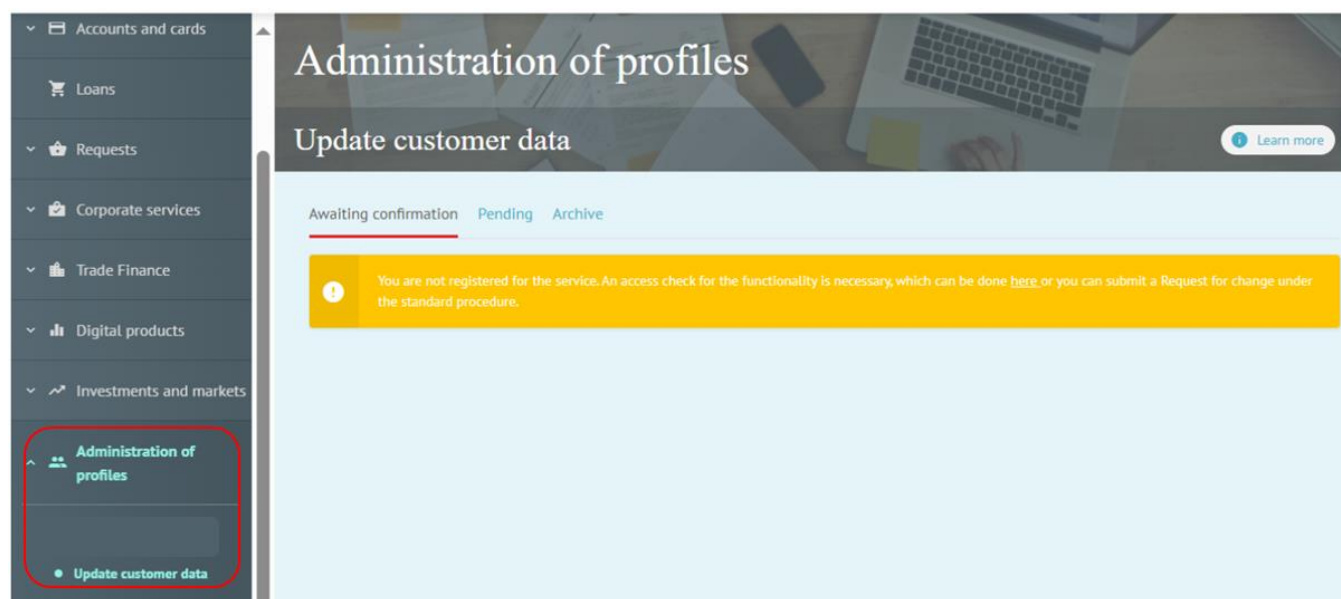 Accounts and cards
Loans
Requests
Corporate services
Trade Finance
Digital products
Investments and markets
Administration of
profiles
Update customer data
Administration of profiles
Update customer data
Learn more
Awaiting confirmation Pending Archive
You are not registered for the service. An access check for the functionality is necessary, which can be done here or you can submit a Request for change under
the standard procedure.